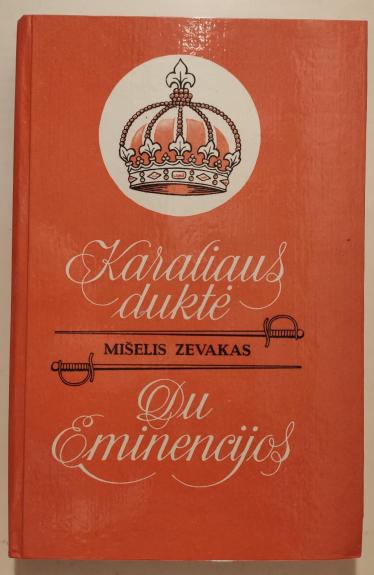 Karaliaus
duktė
MIŠELIS ZEVAKAS
Du
Eminencijos